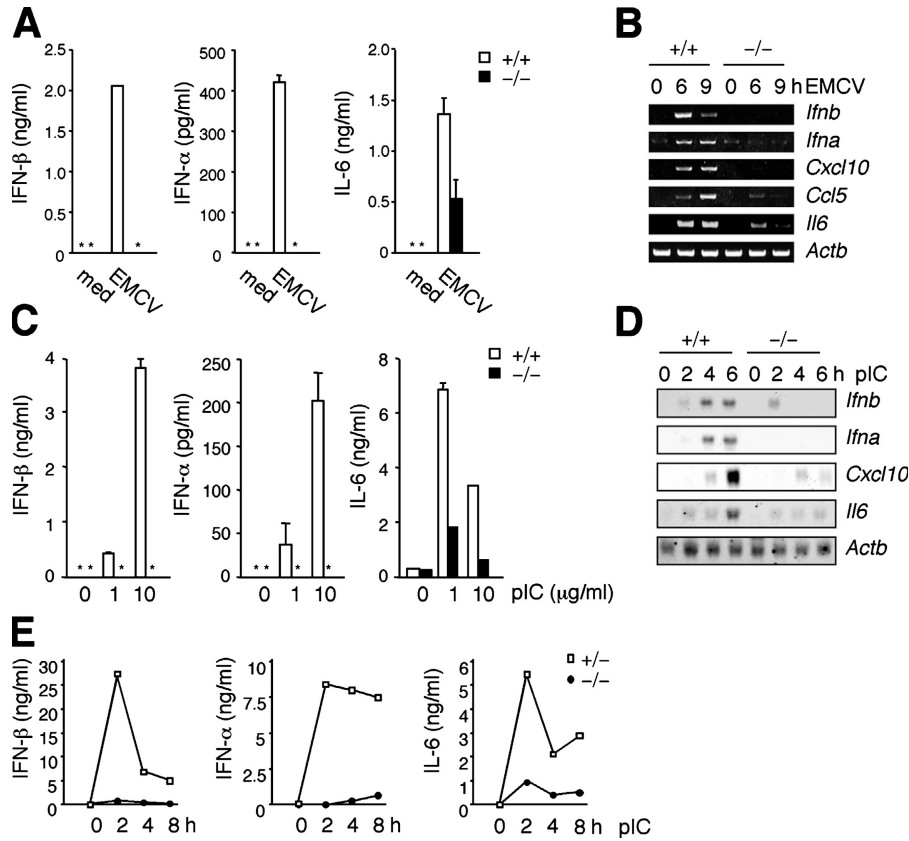 A
IFN-β (ng/ml)
2.5
2.0
1.5
1.0
0.5
0
* *
*
med
EMCV
IFN-α (pg/ml)
500
400
300
200
100
0
* *
*
med
EMCV
IL-6 (ng/ml)
2.0
1.5
1.0
0.5
0
* *
med
EMCV
+/+
−/−
B
+/+ −/−
0 6 9 0 6 9 h EMCV
Ifnb
Ifna
Cxcl10
Ccl5
Il6
Actb
C
IFN-β (ng/ml)
4
3
2
1
0
* * * *
0 1 10
IFN-α (pg/ml)
250
200
150
100
50
0
* * * *
0 1 10
IL-6 (ng/ml)
8
6
4
2
0
0 1 10 pIC (μg/ml)
+/+
−/−
D
+/+ −/−
0 2 4 6 0 2 4 6 h pIC
Ifnb
Ifna
Cxcl10
Il6
Actb
E
IFN-β (ng/ml)
30
25
20
15
10
5
0
0 2 4 8 h
IFN-α (ng/ml)
10
7.5
5
2.5
0
0 2 4 8 h
IL-6 (ng/ml)
6
5
4
3
2
1
0
0 2 4 8 h pIC
+/−
−/−